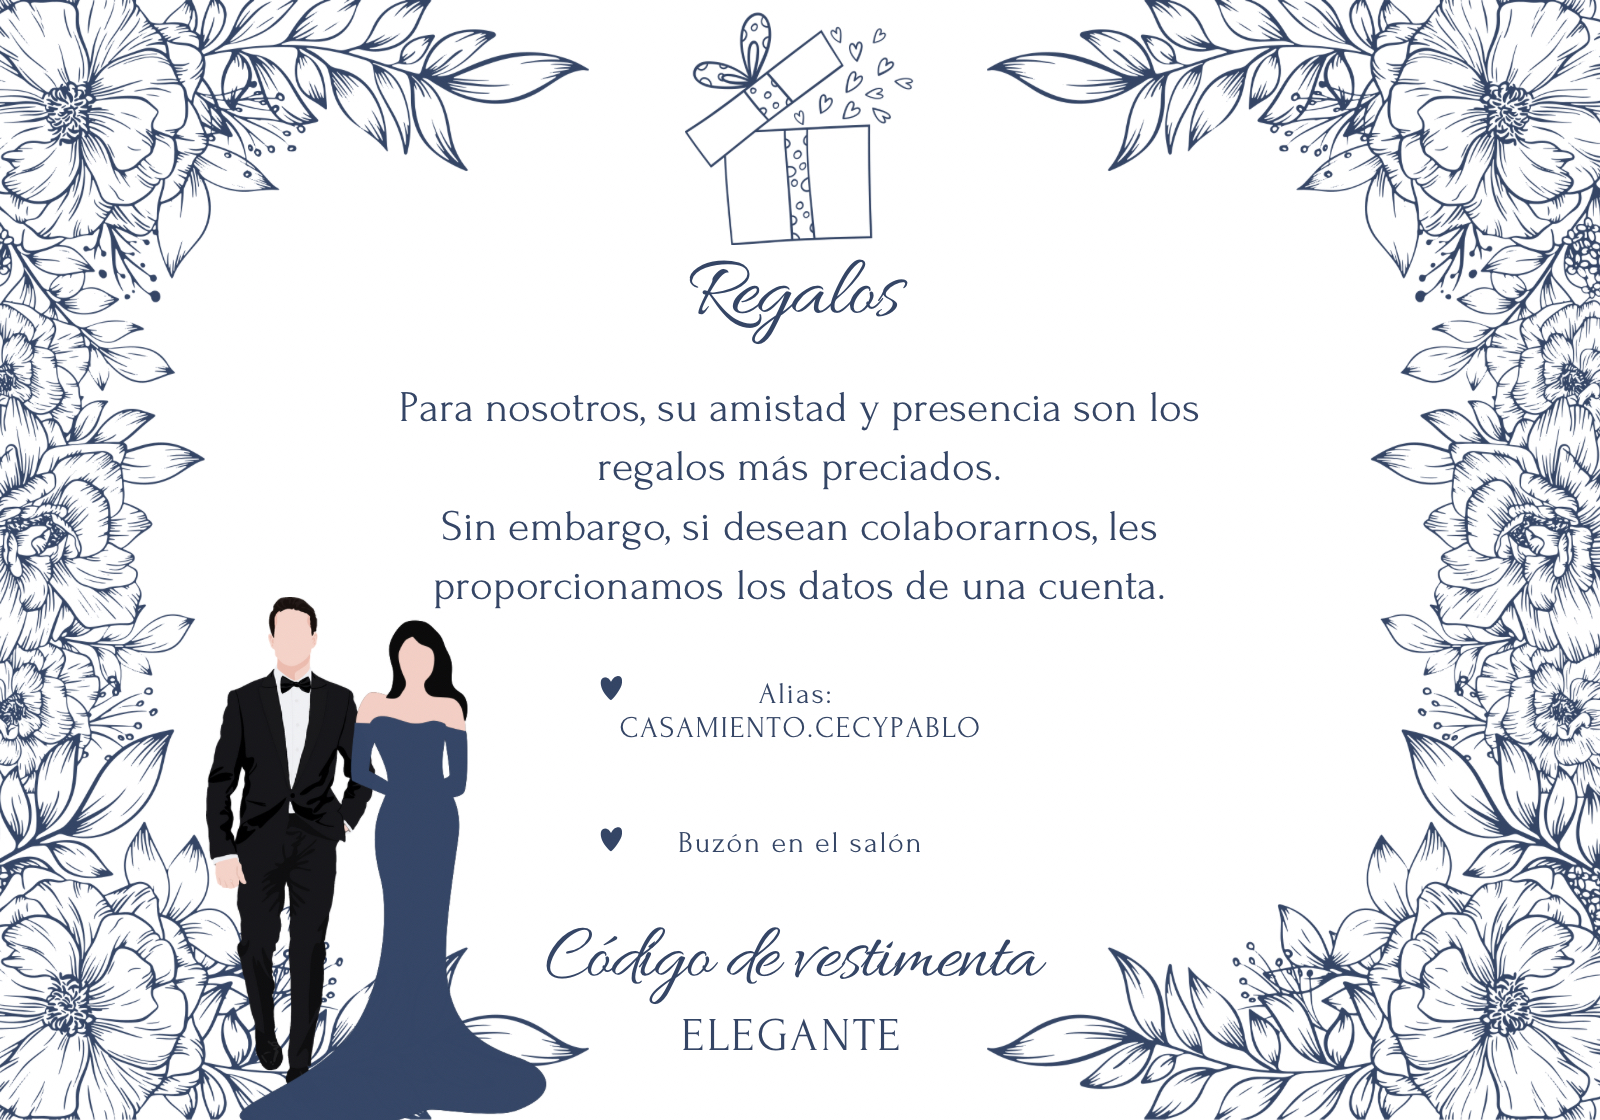 Regalos
Para nosotros, su amistad y presencia son los
regalos más preciados.
Sin embargo, si desean colaborarnos, les
proporcionamos los datos de una cuenta.
Alias:
CASAMIENTO.CECYPABLO
Buzón en el salón
Código de vestimenta
ELEGANTE